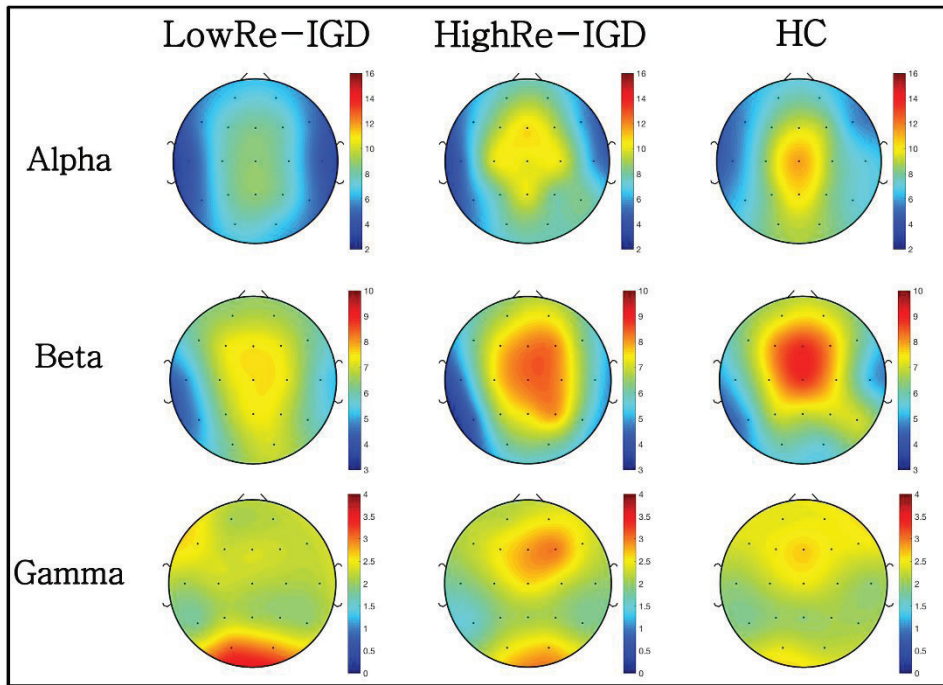 LowRe-IGD HighRe-IGD HC
Alpha
16 16 16
14 14 14
12 12 12
10 10 10
8 8 8
6 6 6
4 4 4
2 2 2
Beta
10 10 10
9 9 9
8 8 8
7 7 7
6 6 6
5 5 5
4 4 4
3 3 3
Gamma
4 4 4
3.5 3.5 3.5
3 3 3
2.5 2.5 2.5
2 2 2
1.5 1.5 1.5
1 1 1
0.5 0.5 0.5
0 0 0